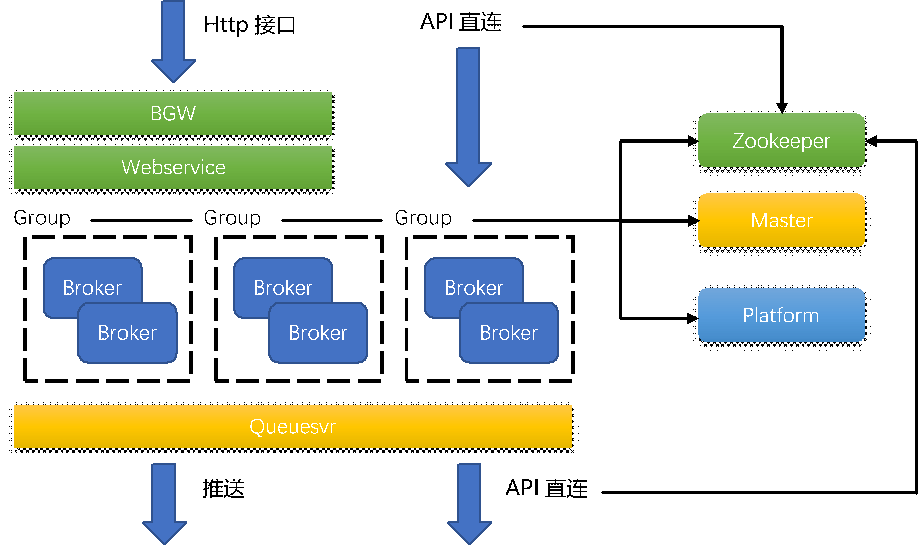 Http 接口
API 直连
BGW
Zookeeper
Webservice
Group
Group
Group
Master
Broker
Broker
Broker
Broker
Broker
Broker
Platform
Queuesvr
推送
API 直连